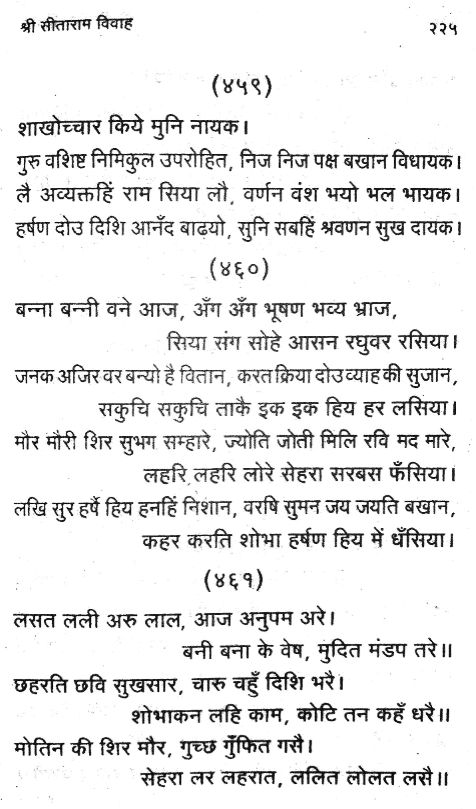 श्री सीताराम विवाह
२२५
(४५९)
शाखोच्चार किये मुनि नायक।
गुरु वशिष्ट निमिकुल उपरोहित, निज निज पक्ष बखान विधायक।
लै अव्यक्तहिं राम सिया लौ, वर्णन वंश भयो भल भायक।
हर्षण दोउ दिशि आनँद बाढयो, सुनि सबहिं श्रवणन सुख दायक।
(४६०)
बन्ना बन्नी वने आज, अँग अँग भूषण भव्य भ्राज,
सिया संग सोहे आसन रघुवर रसिया।
जनक अजिर वर बन्यो है वितान, करत क्रिया दोउ व्याह की सुजान,
सकुचि सकुचि ताकै इक इक हिय हर लसिया।
मौर मौरी शिर सुभग सम्हारे, ज्योति जोती मिलि रवि मद मारे,
लहरि लहरि लोरे सेहरा सरबस फँसिया।
लखि सुर हर्षै हिय हनहिं निशान, वरषि सुमन जय जयति बखान,
कहर करति शोभा हर्षण हिय में धँसिया।
(४६१)
लसत लली अरु लाल, आज अनुपम अरे।
बनी बना के वेष, मुदित मंडप तरे॥
छहरति छवि सुखसार, चारु चहुँ दिशि भरै।
शोभाकन लहि काम, कोटि तन कहँ धरै॥
मोतिन की शिर मौर, गुच्छ गुँफित गसै।
सेहरा लर लहरात, ललित लोलत लसै॥